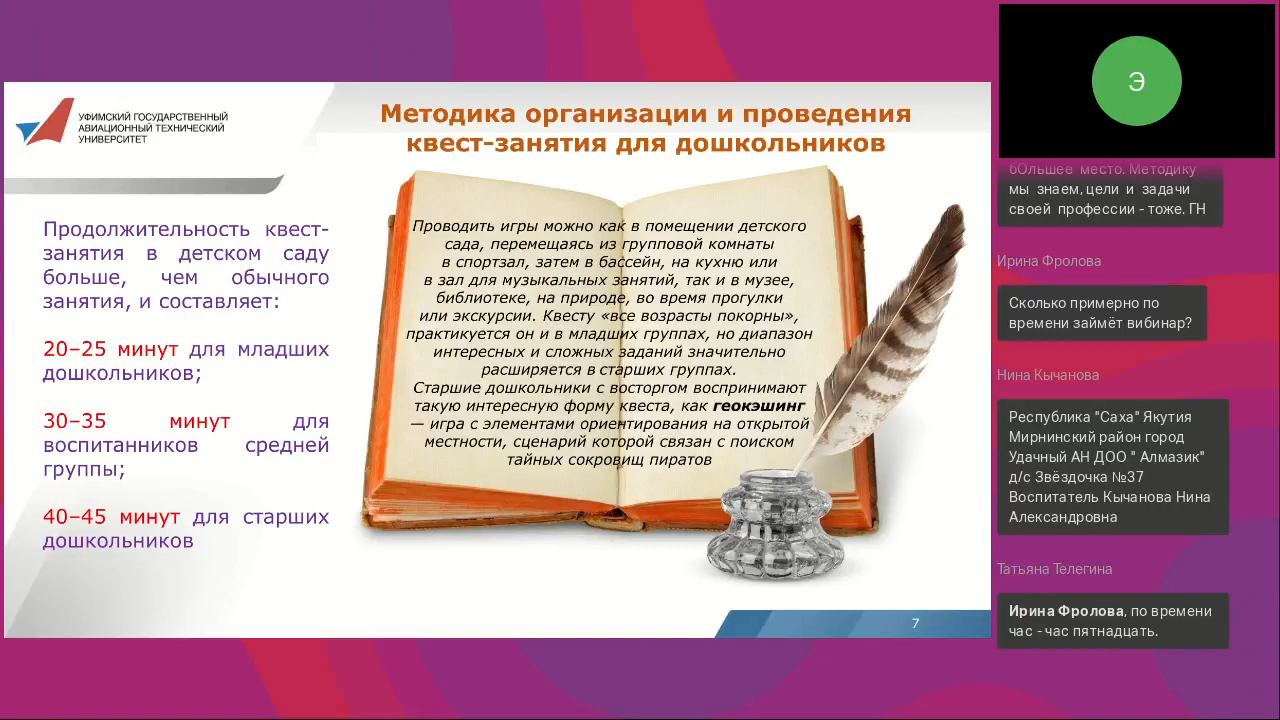 УФИМСКИЙ ГОСУДАРСТВЕННЫЙ
АВИАЦИОННЫЙ ТЕХНИЧЕСКИЙ
УНИВЕРСИТЕТ
Методика организации и проведения
квест-занятия для дошкольников
Продолжительность квест-
занятия в детском саду
больше, чем обычного
занятия, и составляет:
20–25 минут для младших
дошкольников;
30–35 минут для
воспитанников средней
группы;
40–45 минут для старших
дошкольников
Проводить игры можно как в помещении детского
сада, перемещаясь из групповой комнаты
в спортзал, затем в бассейн, на кухню или
в зал для музыкальных занятий, так и в музее,
библиотеке, на природе, во время прогулки
или экскурсии. Квесту «все возрасты покорны»,
практикуется он и в младших группах, но диапазон
интересных и сложных заданий значительно
расширяется в старших группах.
Старшие дошкольники с восторгом воспринимают
такую интересную форму квеста, как геокэшинг
— игра с элементами ориентирования на открытой
местности, сценарий которой связан с поиском
тайных сокровищ пиратов
7
Э
бОльшее место. Методику
мы знаем, цели и задачи
своей профессии - тоже. ГН
Ирина Фролова
Сколько примерно по
времени займёт вибинар?
Нина Кычанова
Республика "Саха" Якутия
Мирнинский район город
Удачный АН ДОО " Алмазик"
д/с Звёздочка №37
Воспитатель Кычанова Нина
Александровна
Татьяна Телегина
Ирина Фролова, по времени
час - час пятнадцать.